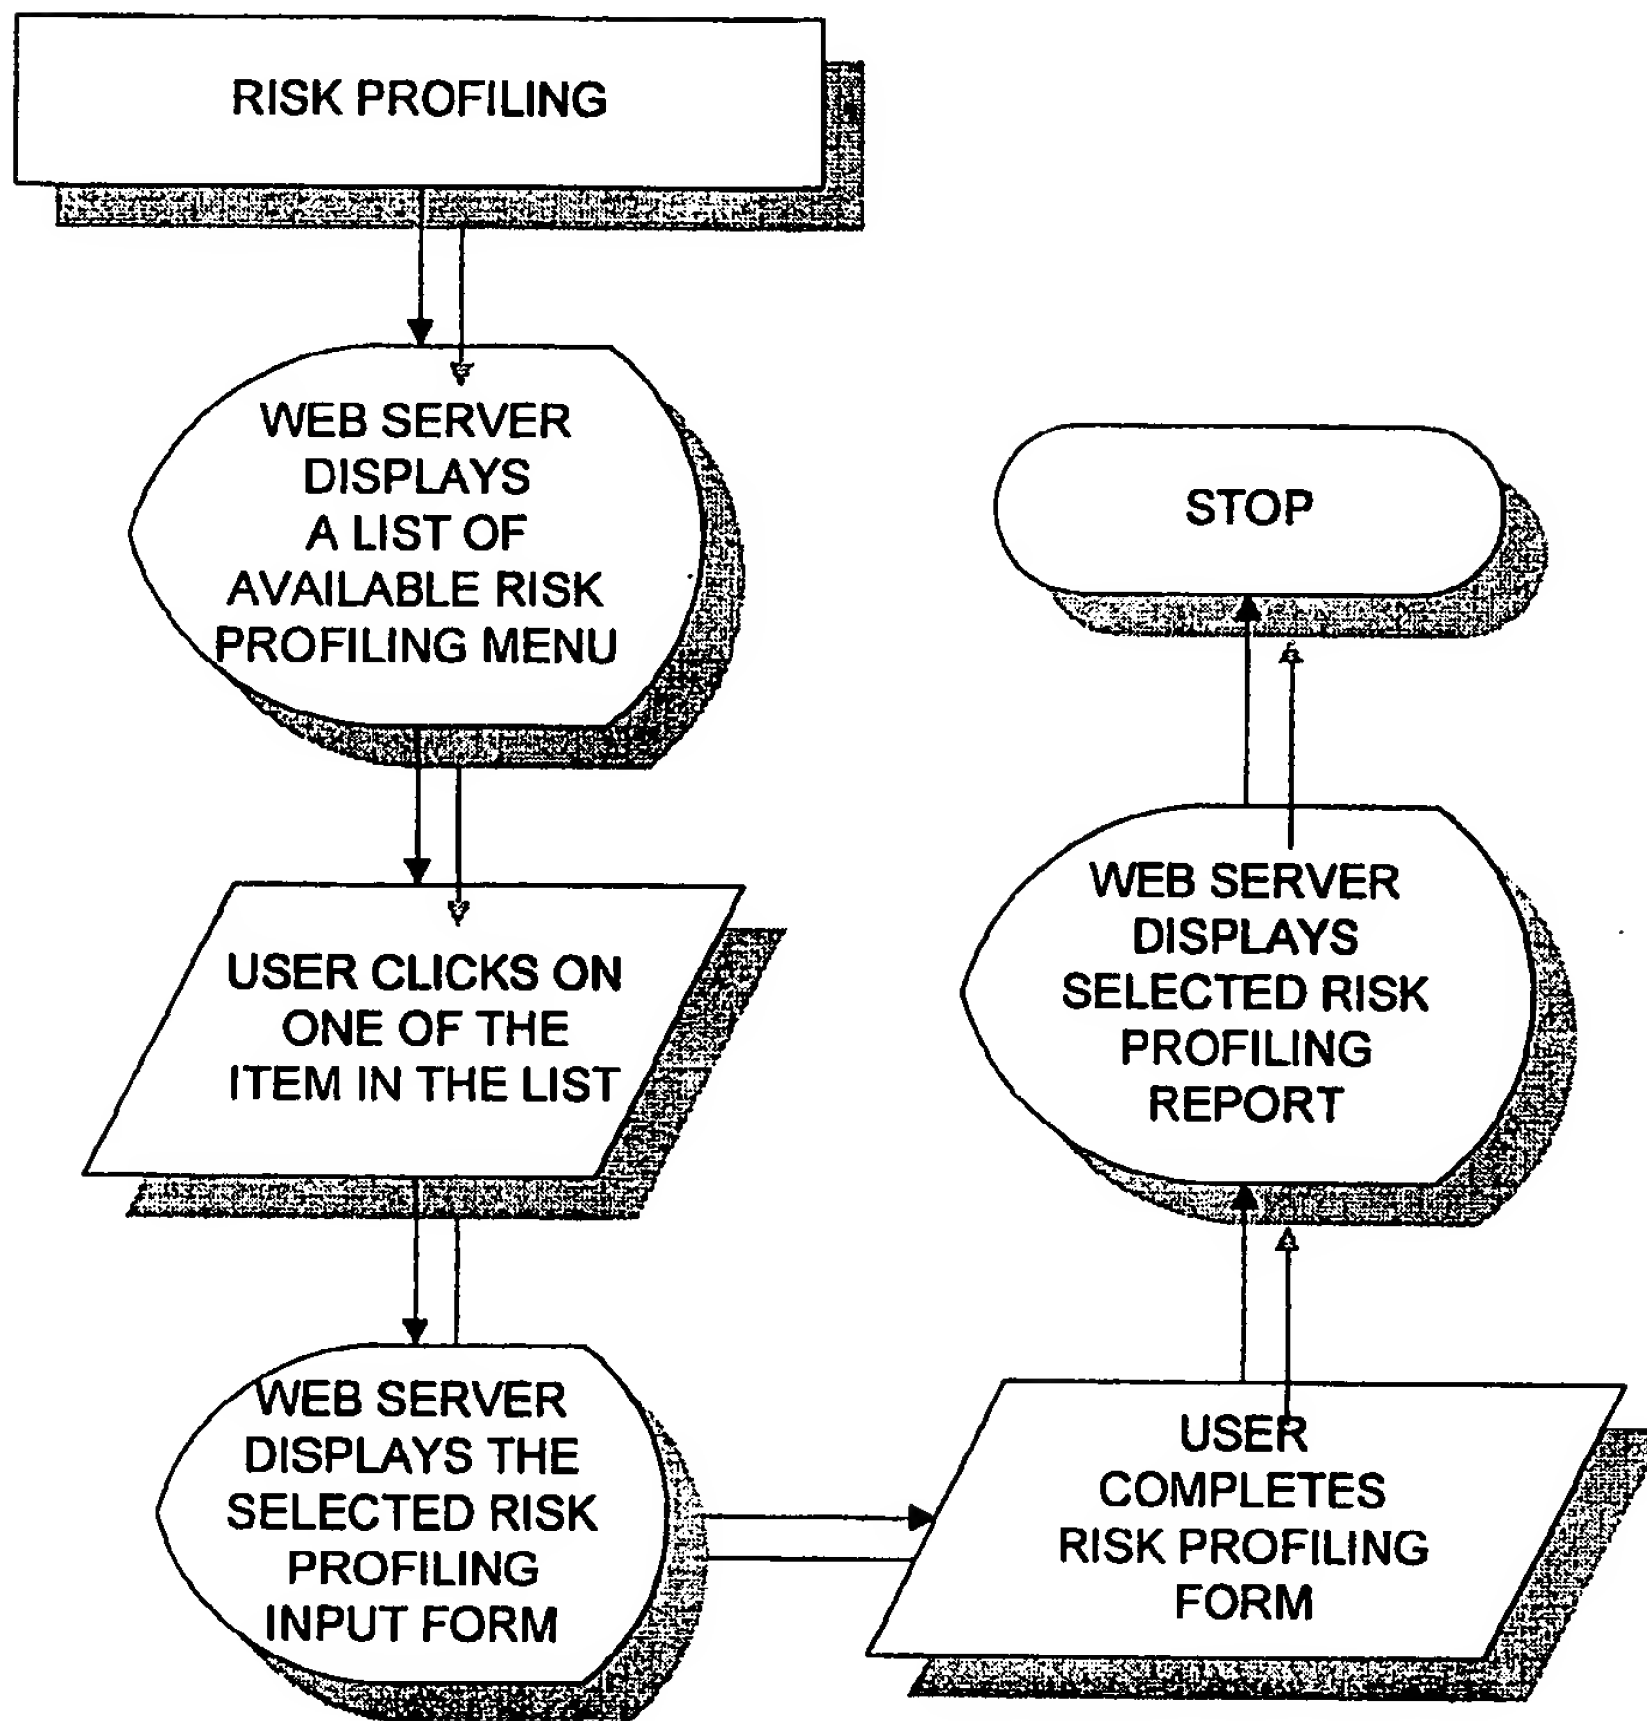 RISK PROFILING
WEB SERVER
DISPLAYS
A LIST OF
AVAILABLE RISK
PROFILING MENU
USER CLICKS ON
ONE OF THE
ITEM IN THE LIST
WEB SERVER
DISPLAYS THE
SELECTED RISK
PROFILING
INPUT FORM
USER
COMPLETES
RISK PROFILING
FORM
WEB SERVER
DISPLAYS
SELECTED RISK
PROFILING
REPORT
STOP